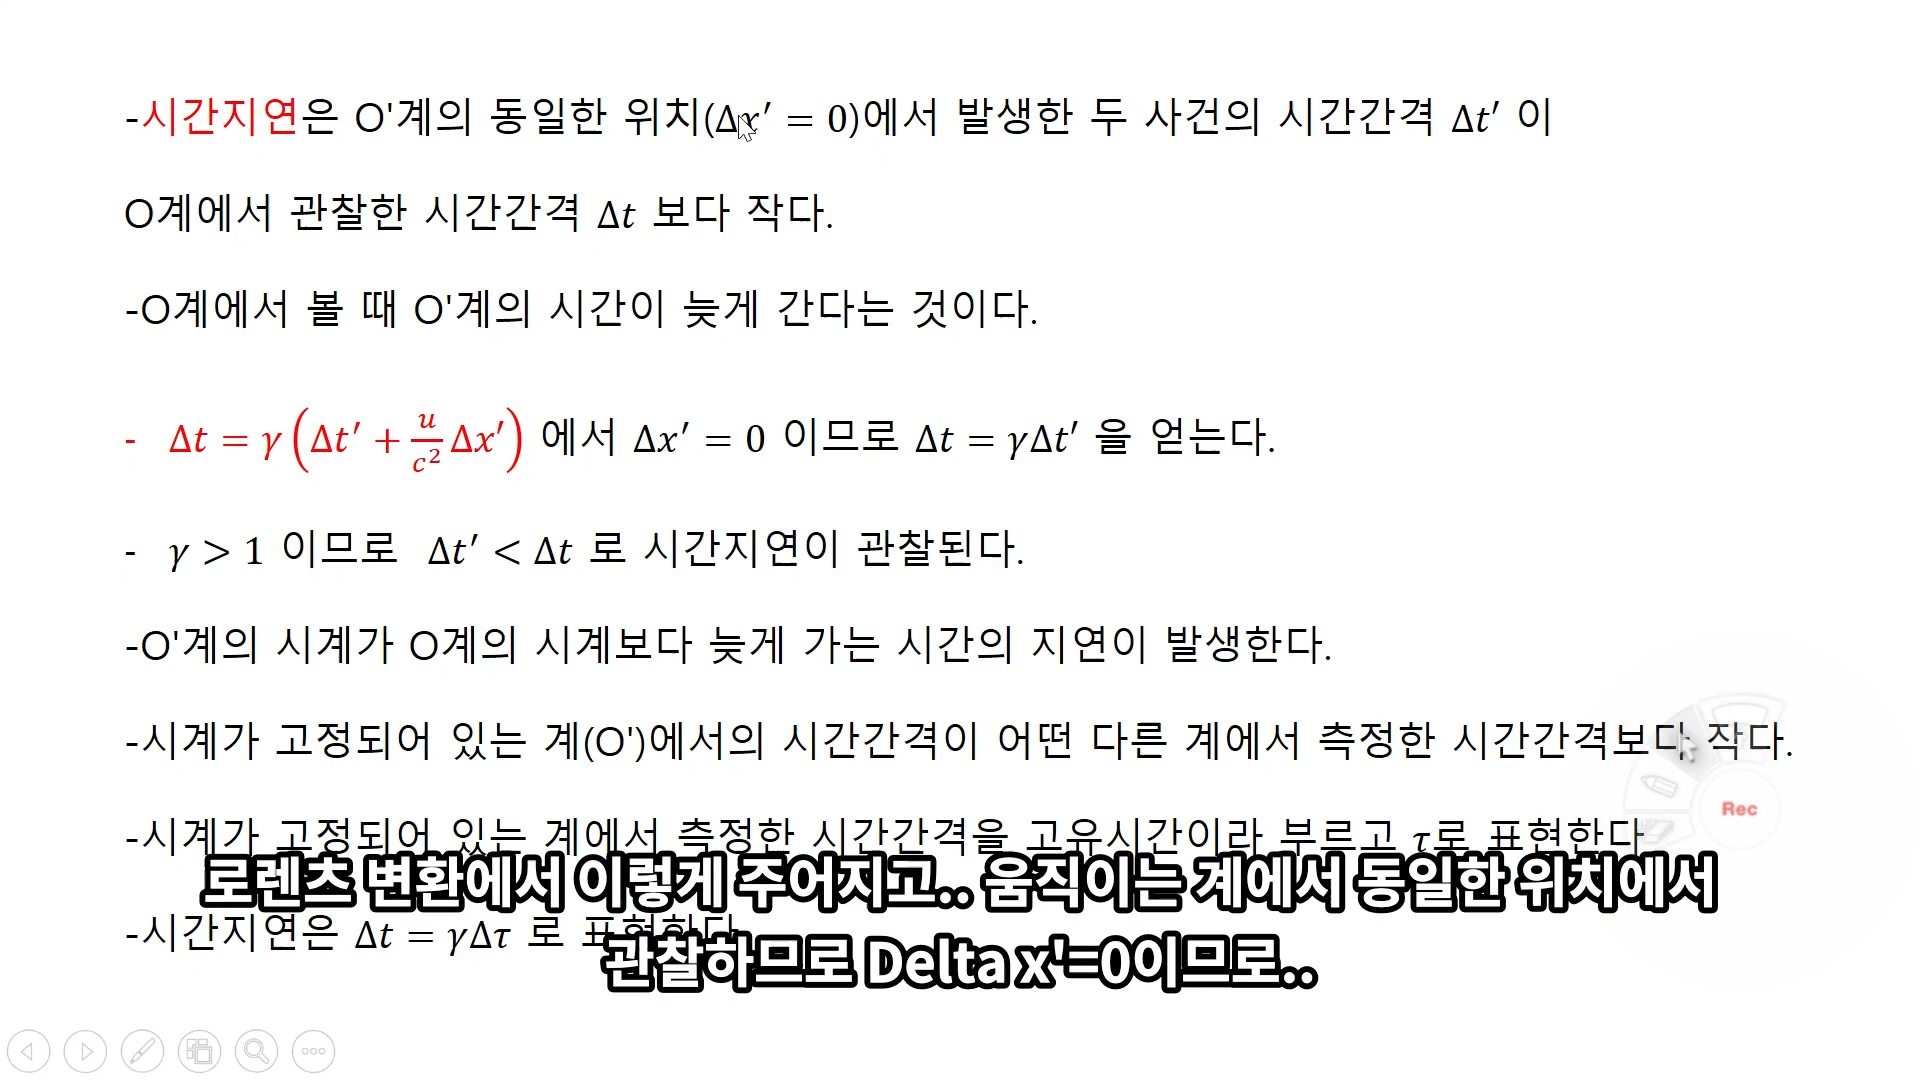 -시간지연은 O'계의 동일한 위치(Δx′ = 0)에서 발생한 두 사건의 시간간격 Δt′ 이
O계에서 관찰한 시간간격 Δt 보다 작다.
-O계에서 볼 때 O'계의 시간이 늦게 간다는 것이다.
- Δt = γ(Δt′ + u/c² Δx′) 에서 Δx′ = 0 이므로 Δt = γΔt′ 을 얻는다.
- γ > 1 이므로 Δt′ < Δt 로 시간지연이 관찰된다.
-O'계의 시계가 O계의 시계보다 늦게 가는 시간의 지연이 발생한다.
-시계가 고정되어 있는 계(O')에서의 시간간격이 어떤 다른 계에서 측정한 시간간격보다 작다.
Rec
-시계가 고정되어 있는 계에서 측정한 시간간격을 고유시간이라 부르고 τ로 표현한다
로렌츠 변환에서 이렇게 주어지고.. 움직이는 계에서 동일한 위치에서
-시간지연은 Δt = γΔτ 로 표현한다
관찰하므로 Delta x'=0이므로..